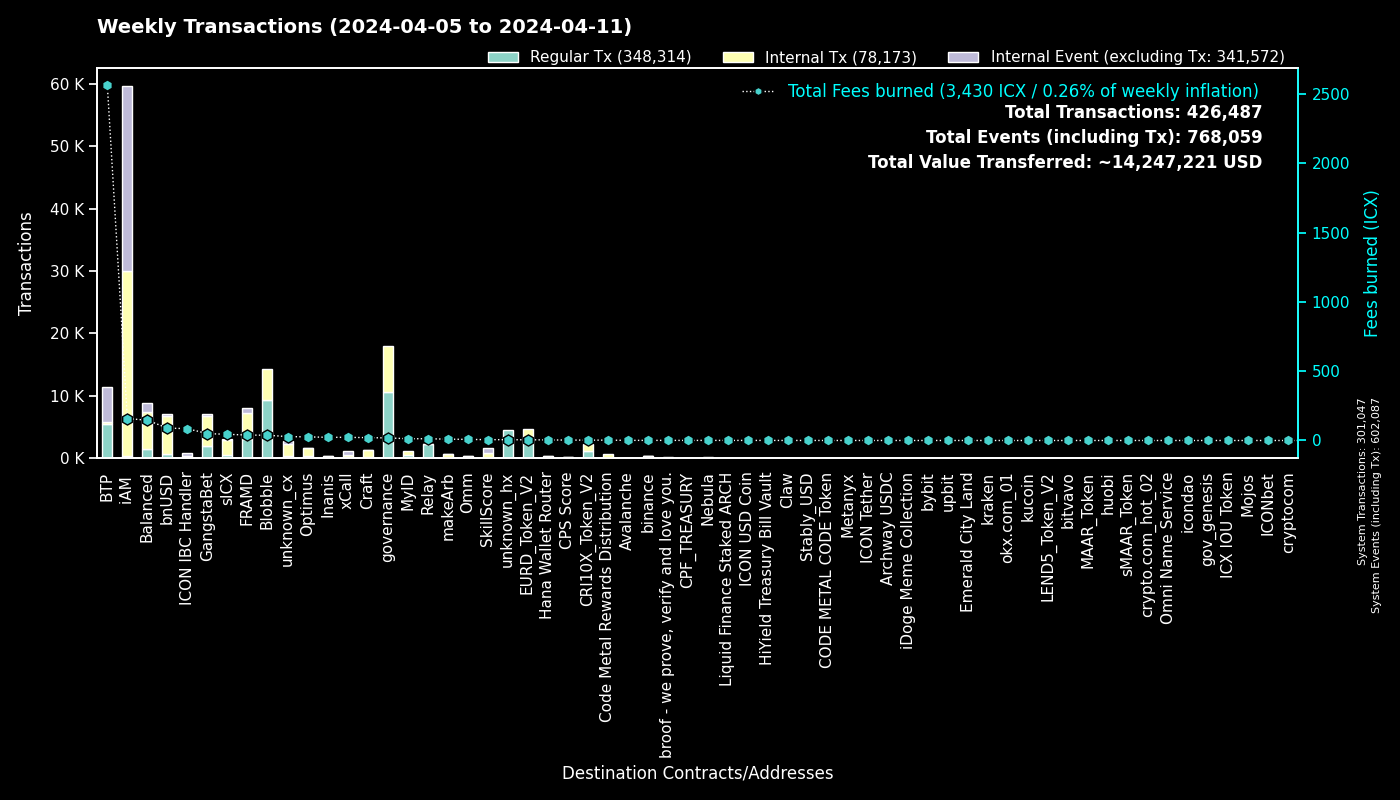 Weekly Transactions (2024-04-05 to 2024-04-11)
Regular Tx (348,314)
Internal Tx (78,173)
Internal Event (excluding Tx: 341,572)
Total Fees burned (3,430 ICX / 0.26% of weekly inflation)
Total Transactions: 426,487
Total Events (including Tx): 768,059
Total Value Transferred: ~14,247,221 USD
Transactions
60 K
50 K
40 K
30 K
20 K
10 K
0 K
2500
2000
1500
1000
500
0
Fees burned (ICX)
System Transactions: 301,047
System Events (including Tx): 602,087
BTP
iAM
Balanced
bnUSD
ICON IBC Handler
GangstaBet
sICX
FRAMD
Blobble
unknown_cx
Optimus
Inanis
xCall
Craft
governance
MyID
Relay
makeArb
Omm
SkillScore
unknown_hx
EURD_Token_V2
Hana Wallet Router
CPS Score
CRI10X_Token_V2
Code Metal Rewards Distribution
Avalanche
binance
broof - we prove, verify and love you.
CPF_TREASURY
Nebula
Liquid Finance Staked ARCH
ICON USD Coin
HiYield Treasury Bill Vault
Claw
Stably_USD
CODE METAL CODE Token
Metanyx
ICON Tether
Archway USDC
iDoge Meme Collection
bybit
upbit
Emerald City Land
kraken
okx.com_01
kucoin
LEND5_Token_V2
bitvavo
MAAR_Token
huobi
sMAAR_Token
crypto.com_hot_02
Omni Name Service
icondao
gov_genesis
ICX IOU Token
Mojos
ICONbet
cryptocom
Destination Contracts/Addresses